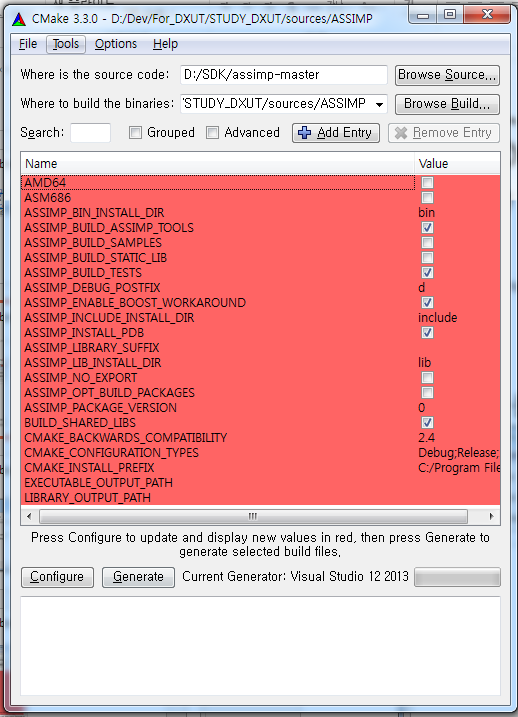 CMake 3.3.0 - D:/Dev/For_DXUT/STUDY_DXUT/sources/ASSIMP
File Tools Options Help
Where is the source code: D:/SDK/assimp-master Browse Source...
Where to build the binaries: 'STUDY_DXUT/sources/ASSIMP Browse Build...
Search: Grouped Advanced Add Entry Remove Entry
Name Value
AMD64
ASM686
ASSIMP_BIN_INSTALL_DIR bin
ASSIMP_BUILD_ASSIMP_TOOLS
ASSIMP_BUILD_SAMPLES
ASSIMP_BUILD_STATIC_LIB
ASSIMP_BUILD_TESTS
ASSIMP_DEBUG_POSTFIX d
ASSIMP_ENABLE_BOOST_WORKAROUND
ASSIMP_INCLUDE_INSTALL_DIR include
ASSIMP_INSTALL_PDB
ASSIMP_LIBRARY_SUFFIX
ASSIMP_LIB_INSTALL_DIR lib
ASSIMP_NO_EXPORT
ASSIMP_OPT_BUILD_PACKAGES
ASSIMP_PACKAGE_VERSION 0
BUILD_SHARED_LIBS
CMAKE_BACKWARDS_COMPATIBILITY 2.4
CMAKE_CONFIGURATION_TYPES Debug;Release;
CMAKE_INSTALL_PREFIX C:/Program File
EXECUTABLE_OUTPUT_PATH
LIBRARY_OUTPUT_PATH
Press Configure to update and display new values in red, then press Generate to
generate selected build files.
Configure Generate Current Generator: Visual Studio 12 2013